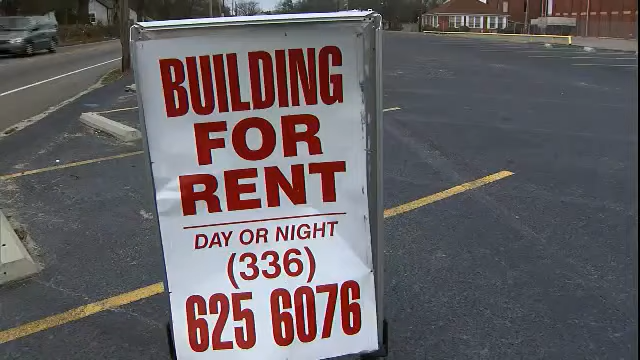 BUILDING
FOR
RENT
DAY OR NIGHT
(336)
625 6076